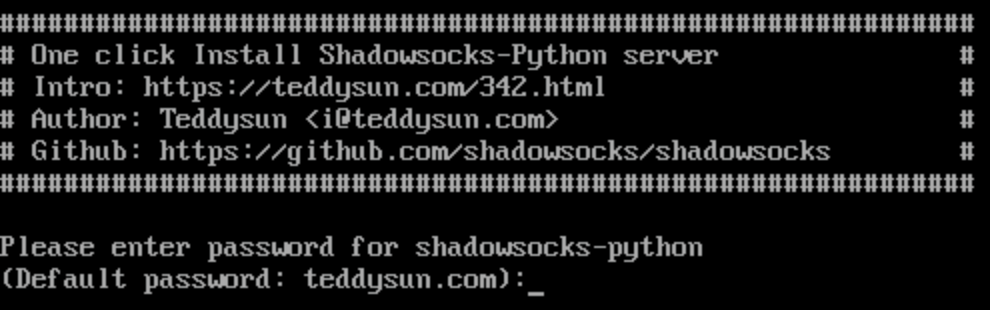 #############################################################
# One click Install Shadowsocks-Python server #
# Intro: https://teddysun.com/342.html #
# Author: Teddysun <i@teddysun.com> #
# Github: https://github.com/shadowsocks/shadowsocks #
#############################################################
Please enter password for shadowsocks-python
(Default password: teddysun.com):_